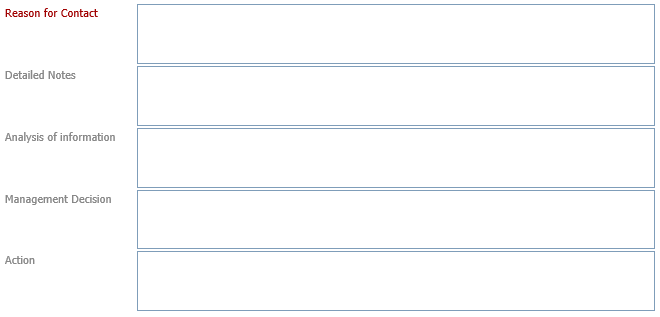 Reason for Contact
Detailed Notes
Analysis of information
Management Decision
Action